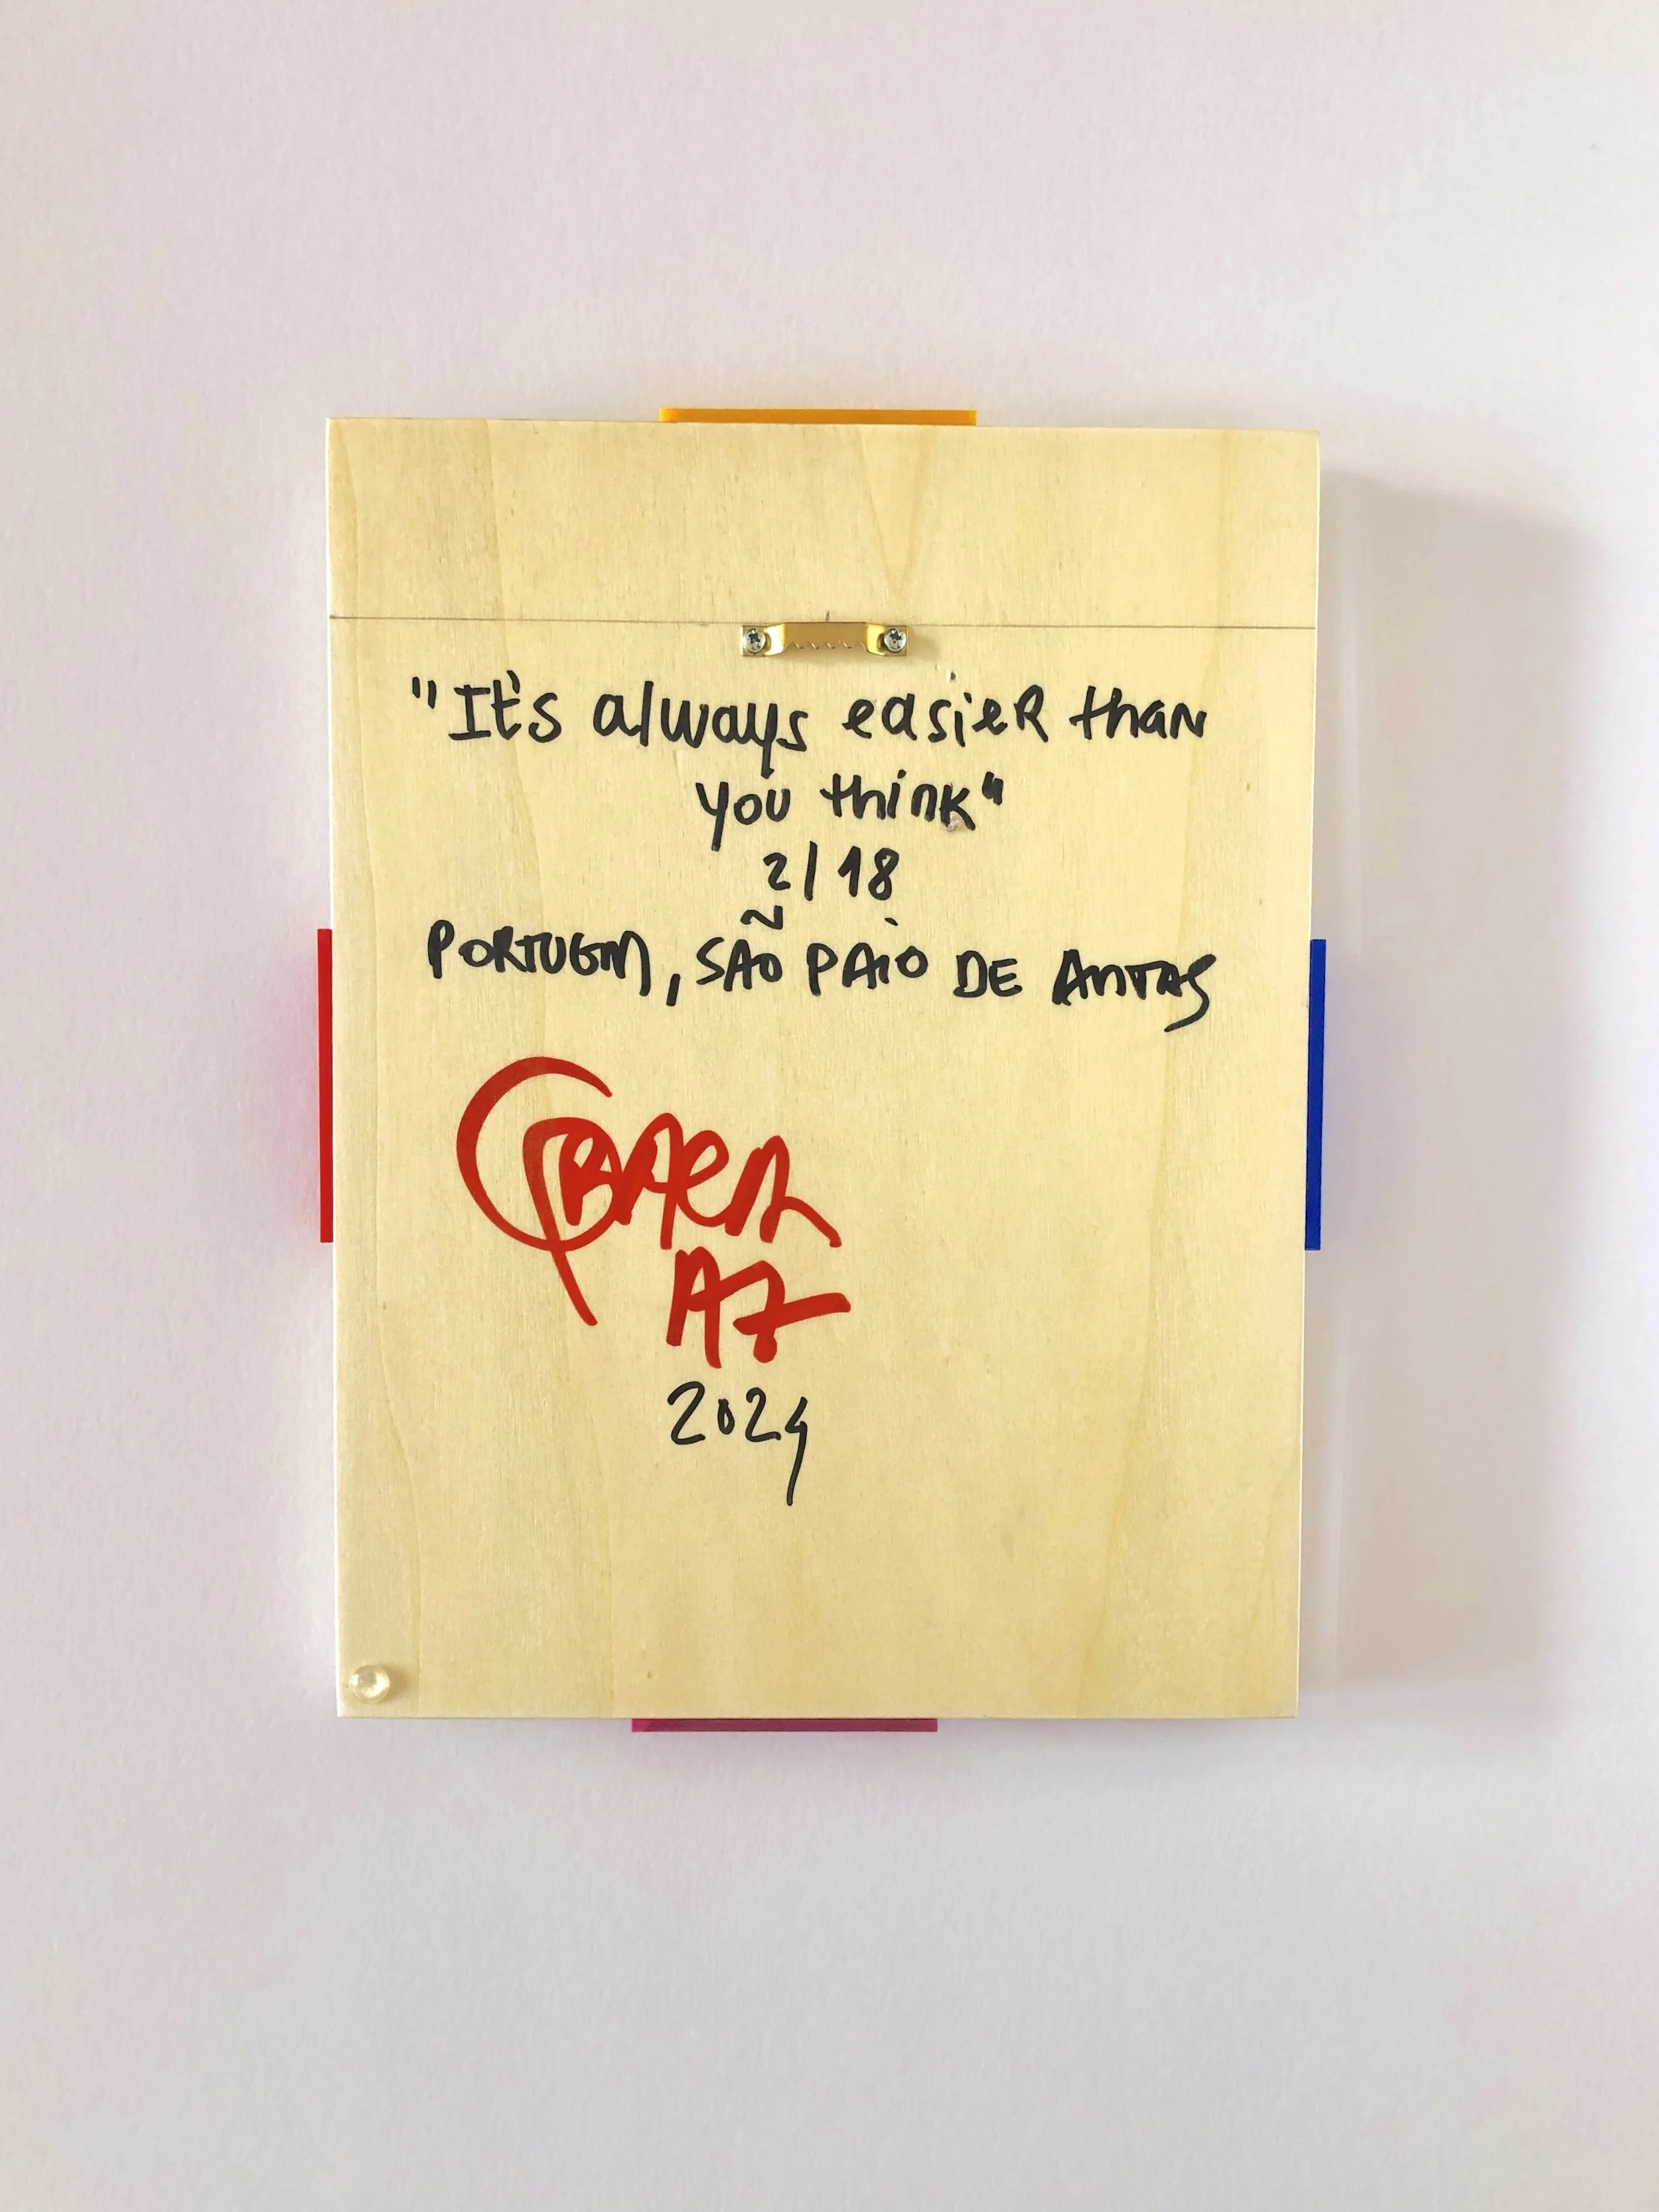 "It's always easier than
you think"
2/18
PORTUGAL, SÃO PAIO DE ANTAS
2024